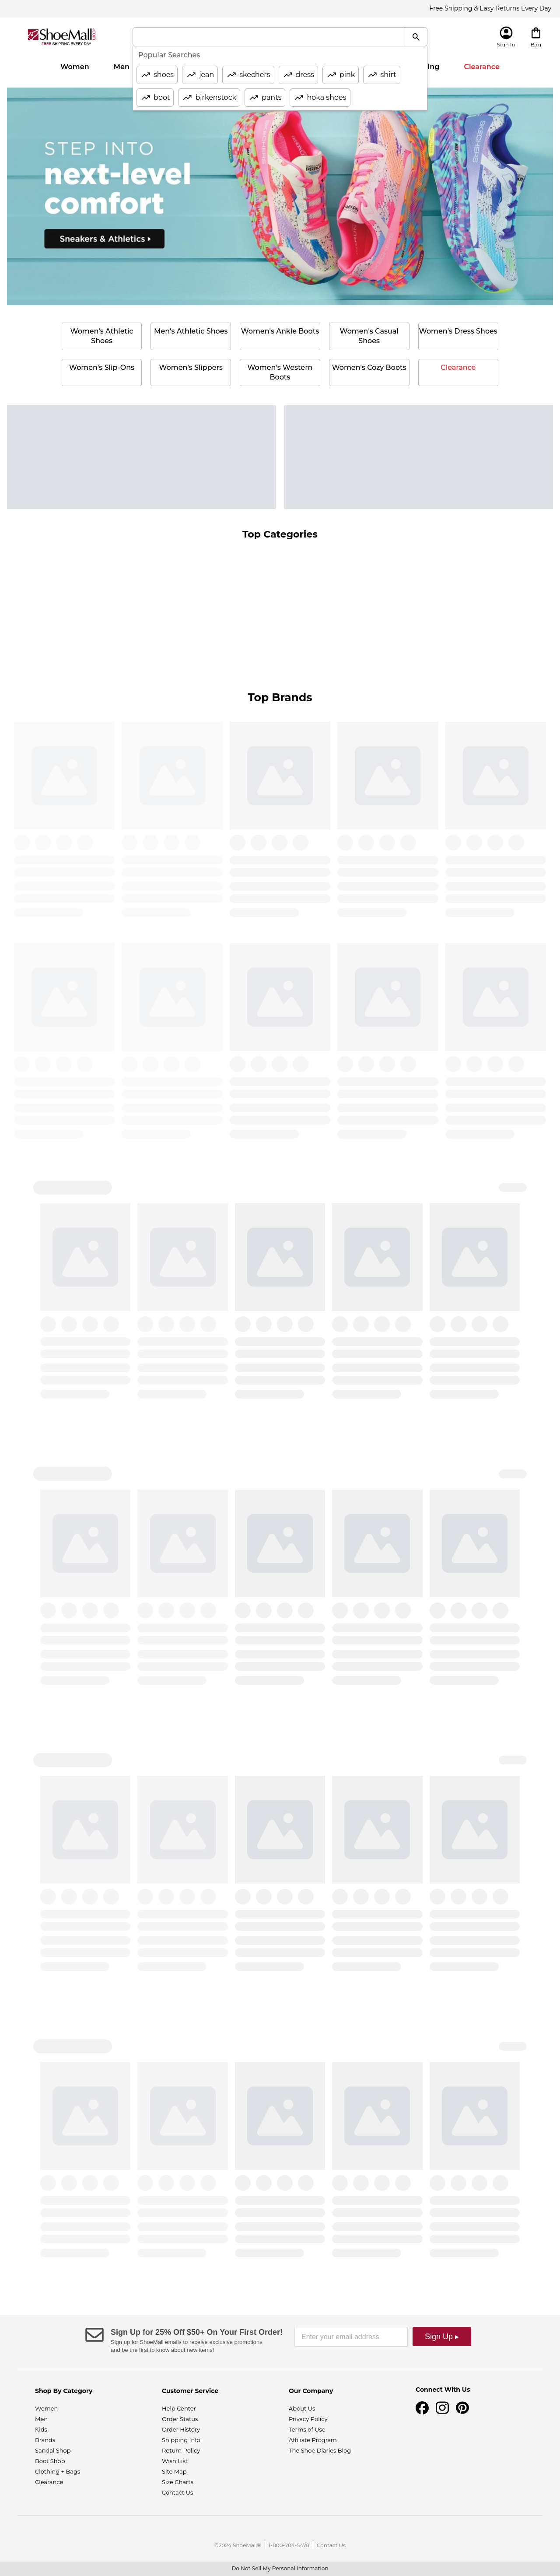 Free Shipping & Easy Returns Every Day
ShoeMall
FREE SHIPPING EVERY DAY
Sign In
Bag
Popular Searches
shoes
jean
skechers
dress
pink
shirt
boot
birkenstock
pants
hoka shoes
Women
Men
ing
Clearance
STEP INTO
next-level
comfort
Sneakers & Athletics ▸
Women's Athletic
Shoes
Men's Athletic Shoes
Women's Ankle Boots
Women's Casual
Shoes
Women's Dress Shoes
Women's Slip-Ons
Women's Slippers
Women's Western
Boots
Women's Cozy Boots
Clearance
Top Categories
Top Brands
Sign Up for 25% Off $50+ On Your First Order!
Sign up for ShoeMall emails to receive exclusive promotions
and be the first to know about new items!
Enter your email address
Sign Up ▸
Shop By Category
Women
Men
Kids
Brands
Sandal Shop
Boot Shop
Clothing + Bags
Clearance
Customer Service
Help Center
Order Status
Order History
Shipping Info
Return Policy
Wish List
Site Map
Size Charts
Contact Us
Our Company
About Us
Privacy Policy
Terms of Use
Affiliate Program
The Shoe Diaries Blog
Connect With Us
©2024 ShoeMall® | 1-800-704-5478 | Contact Us
Do Not Sell My Personal Information